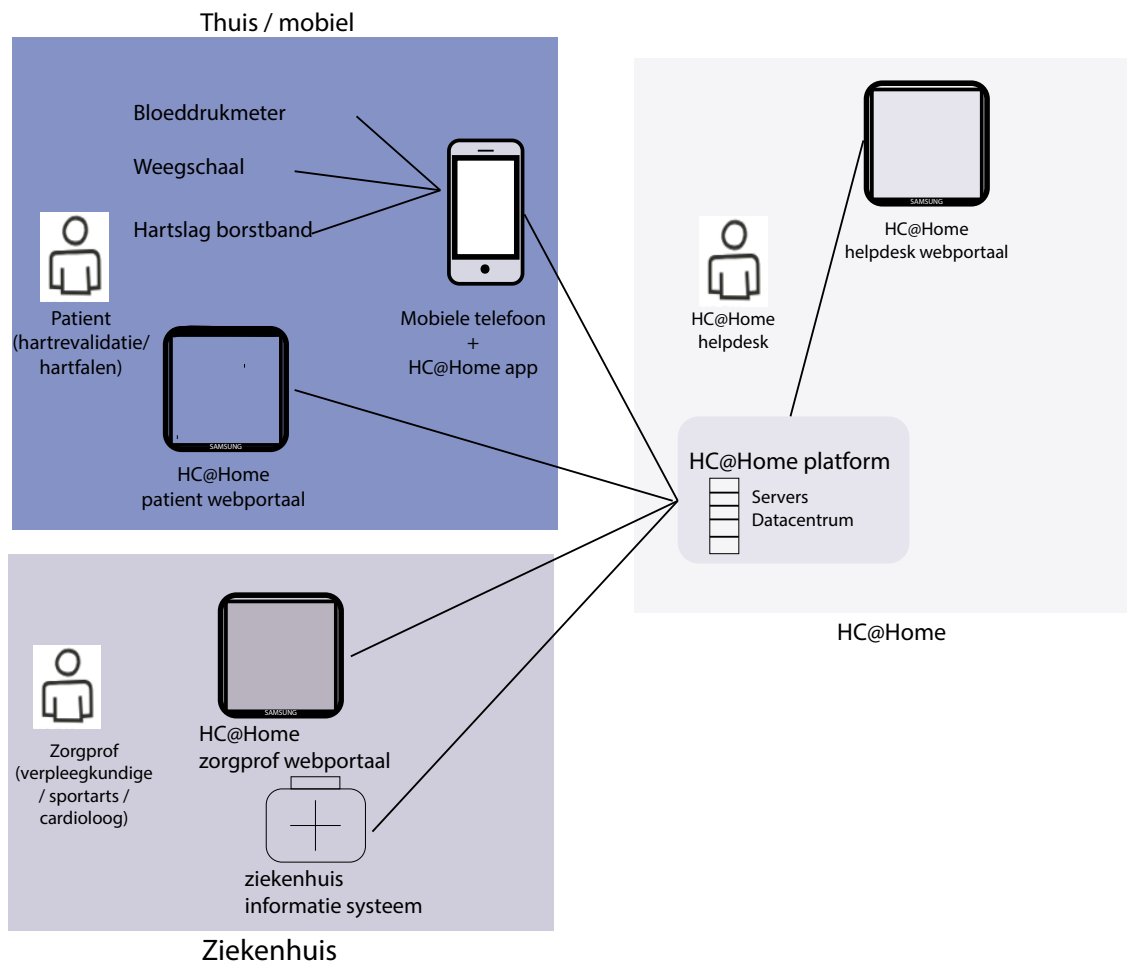 Thuis / mobiel
Bloeddrukmeter
Weegschaal
Hartslag borstband
Patient
(hartrevalidatie/
hartfalen)
Mobiele telefoon
+
HC@Home app
SAMSUNG
HC@Home
patient webportaal
SAMSUNG
HC@Home
helpdesk webportaal
HC@Home
helpdesk
HC@Home platform
Servers
Datacentrum
HC@Home
Zorgprof
(verpleegkundige
/ sportarts /
cardioloog)
SAMSUNG
HC@Home
zorgprof webportaal
ziekenhuis
informatie systeem
Ziekenhuis